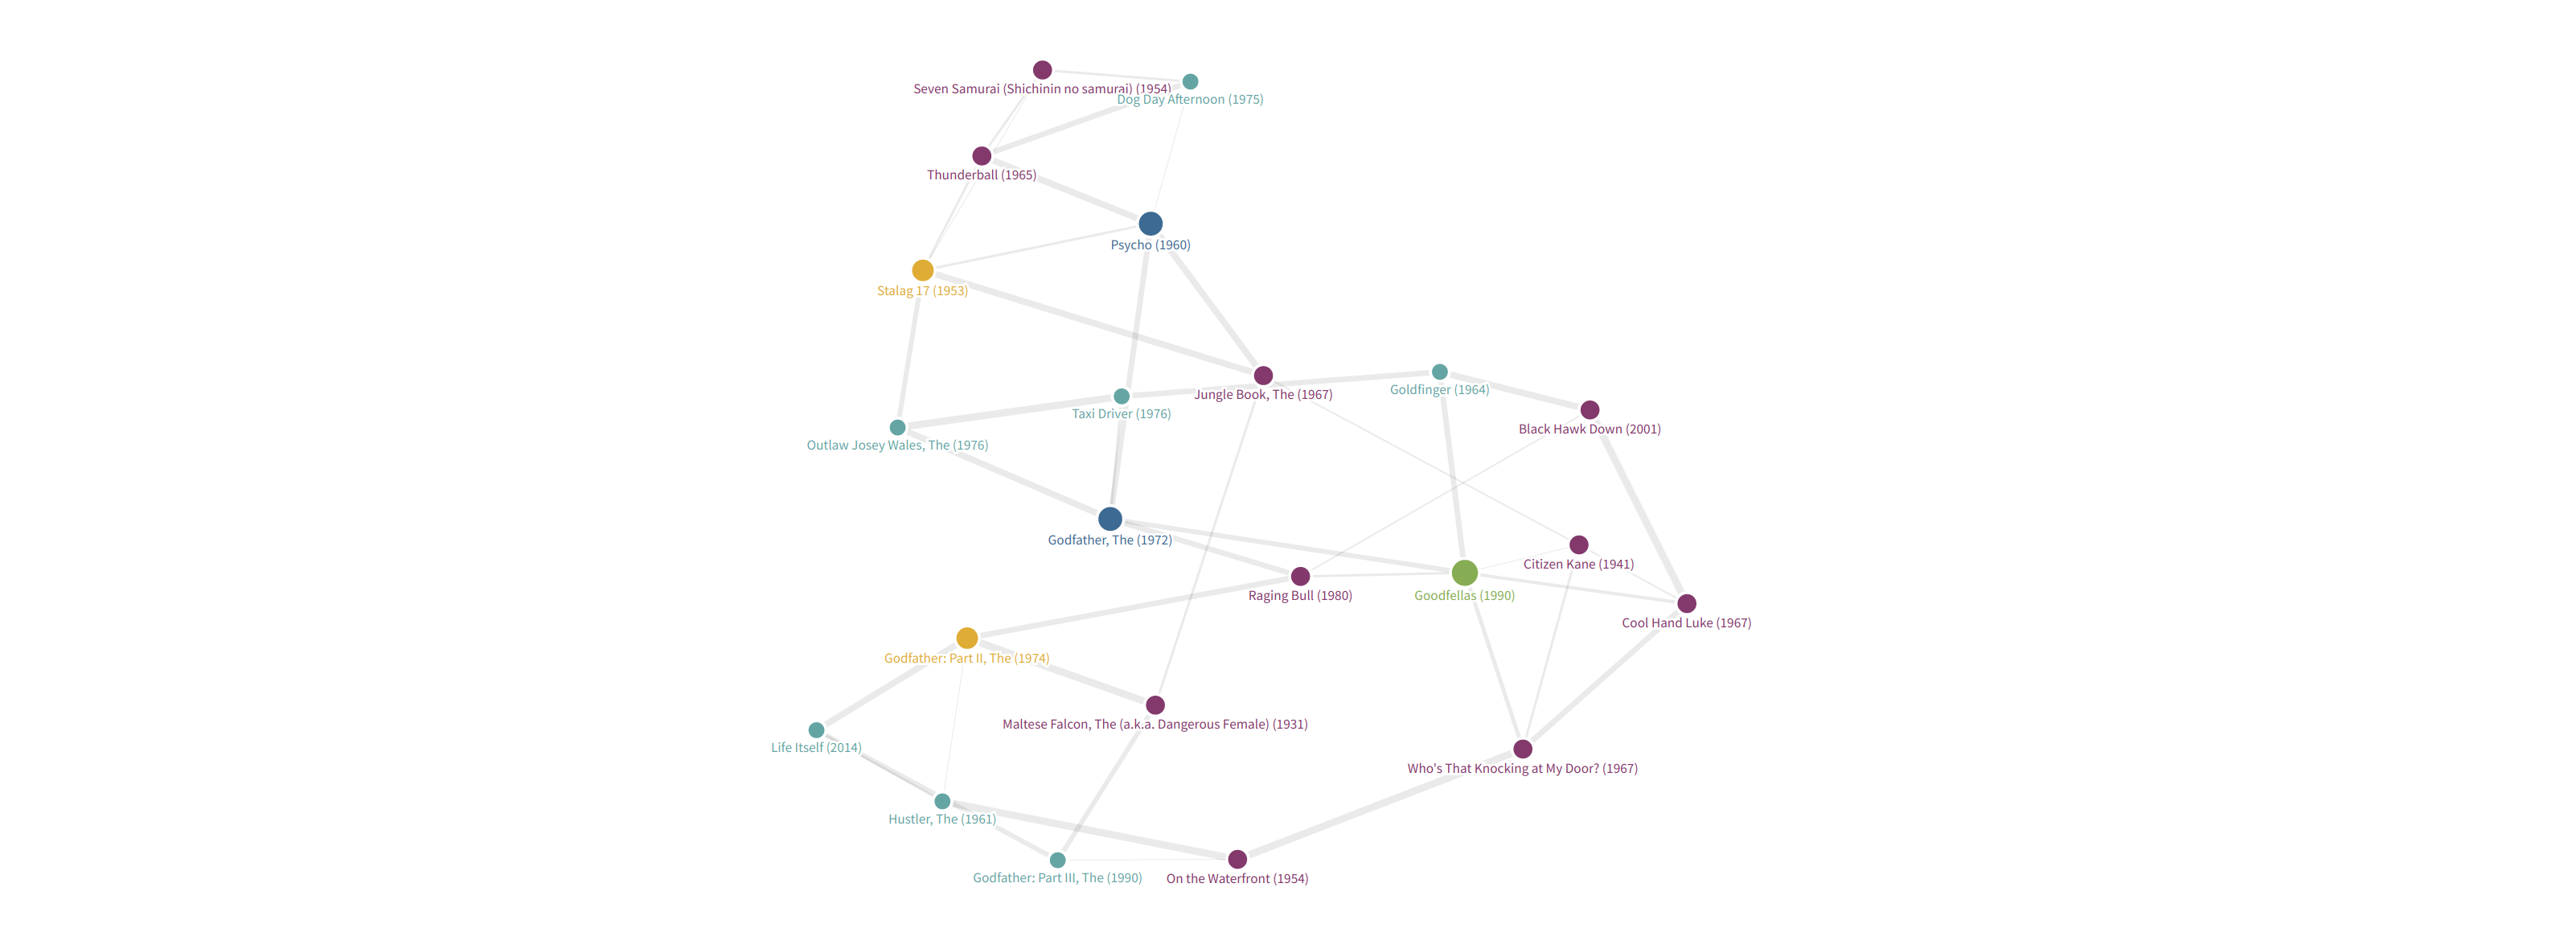 Seven Samurai (Shichinin no samurai) (1954)
Dog Day Afternoon (1975)
Thunderball (1965)
Psycho (1960)
Stalag 17 (1953)
Goldfinger (1964)
Jungle Book, The (1967)
Taxi Driver (1976)
Black Hawk Down (2001)
Outlaw Josey Wales, The (1976)
Godfather, The (1972)
Citizen Kane (1941)
Raging Bull (1980)
Goodfellas (1990)
Cool Hand Luke (1967)
Godfather: Part II, The (1974)
Maltese Falcon, The (a.k.a. Dangerous Female) (1931)
Life Itself (2014)
Who's That Knocking at My Door? (1967)
Hustler, The (1961)
Godfather: Part III, The (1990)
On the Waterfront (1954)